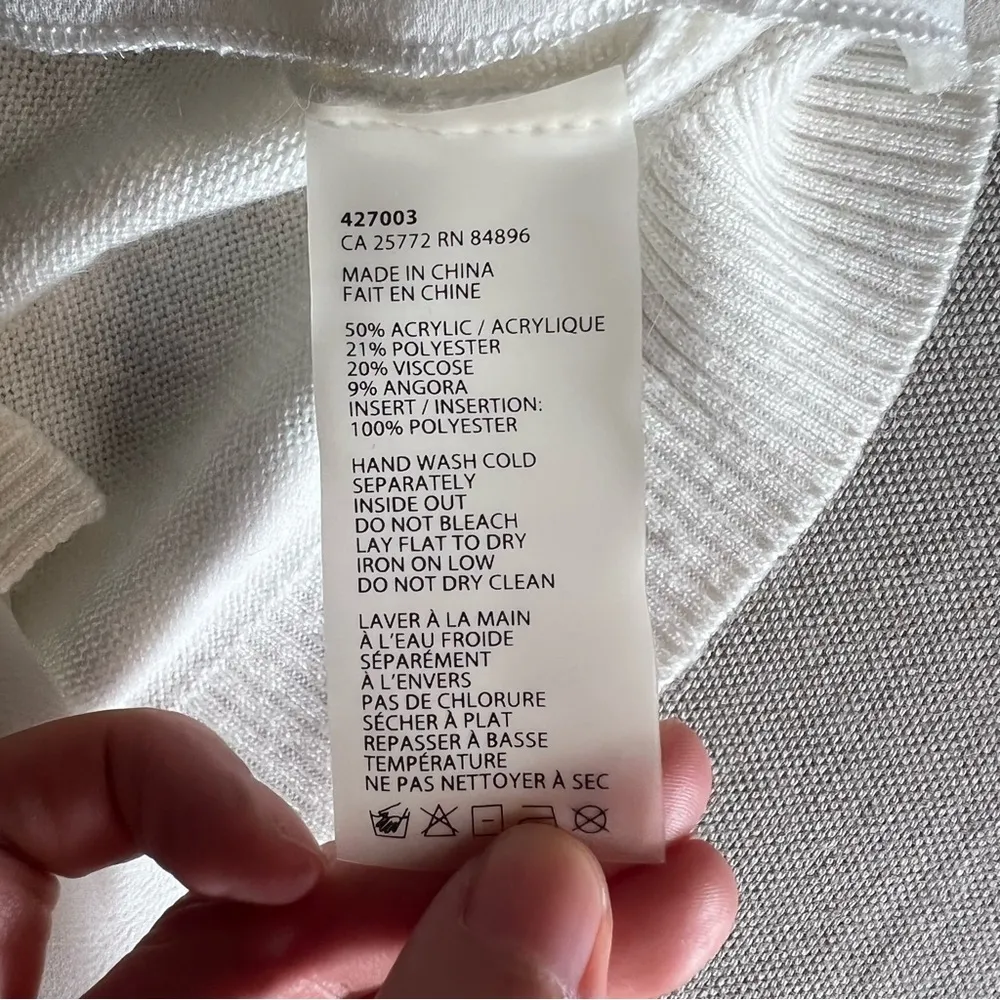 427003
CA 25772 RN 84896
MADE IN CHINA
FAIT EN CHINE
50% ACRYLIC / ACRYLIQUE
21% POLYESTER
20% VISCOSE
9% ANGORA
INSERT / INSERTION:
100% POLYESTER
HAND WASH COLD
SEPARATELY
INSIDE OUT
DO NOT BLEACH
LAY FLAT TO DRY
IRON ON LOW
DO NOT DRY CLEAN
LAVER À LA MAIN
À L'EAU FROIDE
SÉPARÉMENT
À L'ENVERS
PAS DE CHLORURE
SÉCHER À PLAT
REPASSER À BASSE
TEMPÉRATURE
NE PAS NETTOYER À SEC